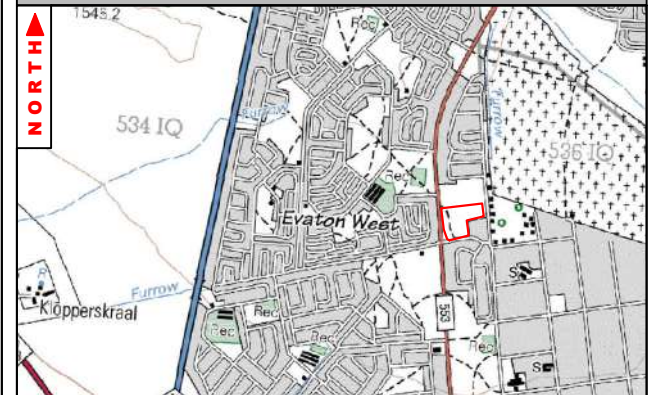 NORTH
1545.2
Rec
534 IQ
Furrow
Furrow
536 IQ
Rec
Evaton West
Furrow
Klopperskraal
Rec
Rec
553
Rec
Rec
S
S